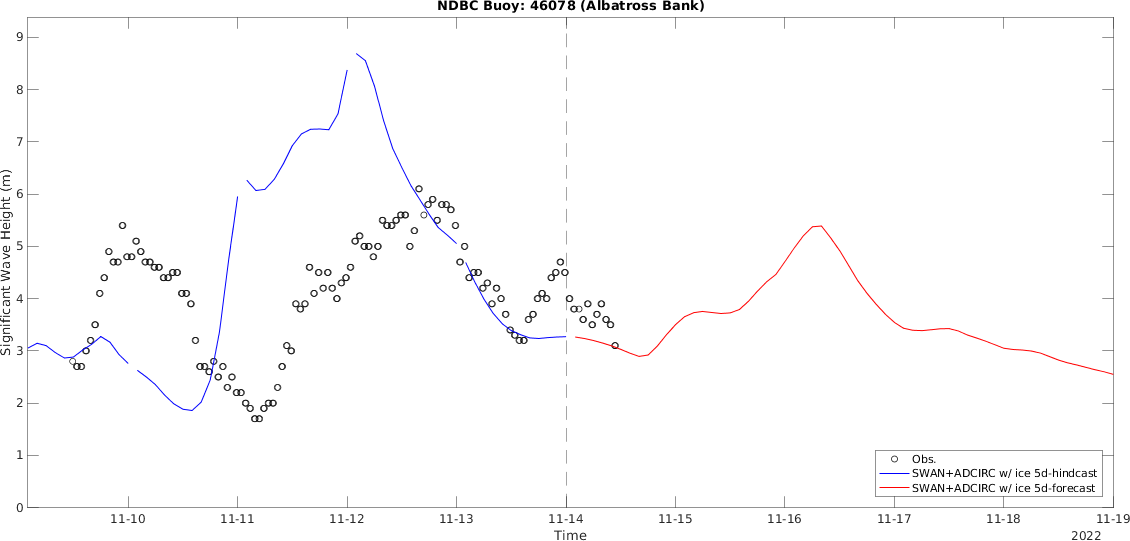 NDBC Buoy: 46078 (Albatross Bank)
Significant Wave Height (m)
9
8
7
6
5
4
3
2
1
0
Obs.
SWAN+ADCIRC w/ ice 5d-hindcast
SWAN+ADCIRC w/ ice 5d-forecast
11-10 11-11 11-12 11-13 11-14 11-15 11-16 11-17 11-18 11-19
Time
2022